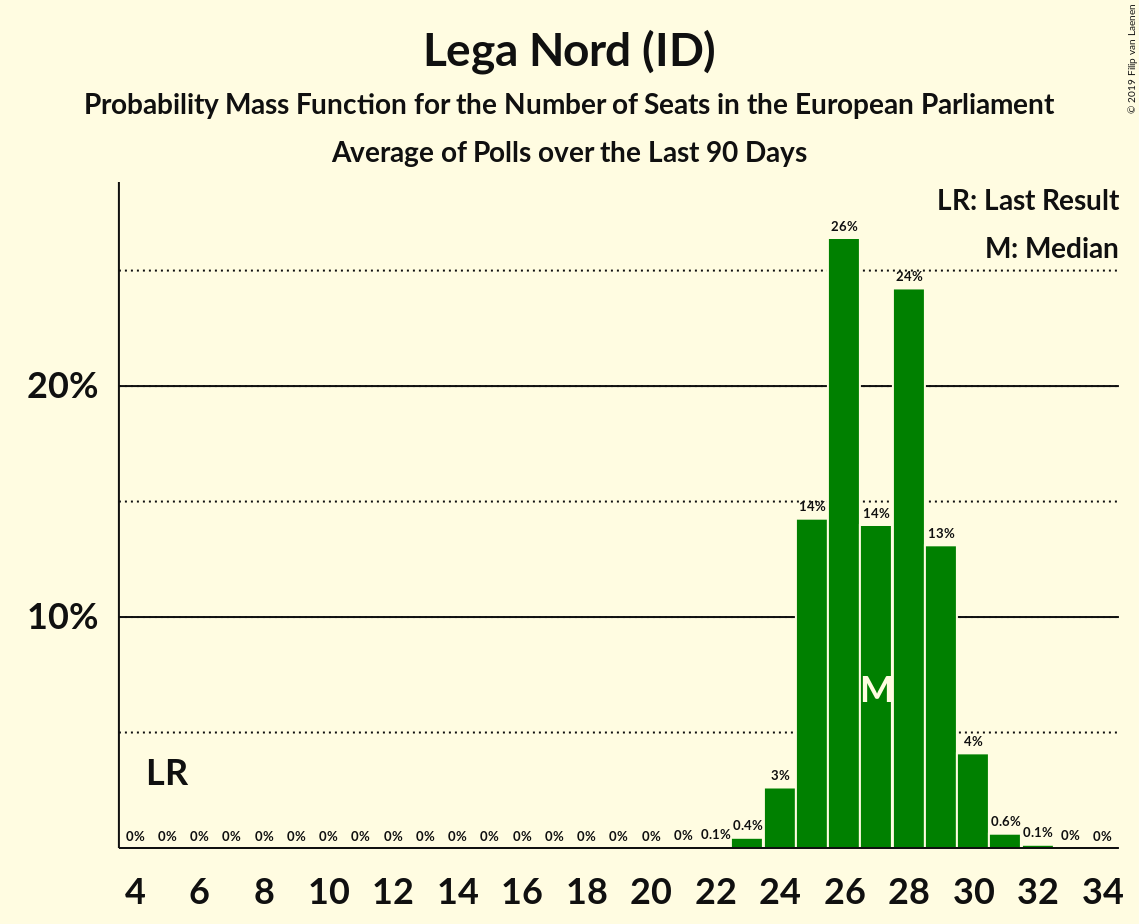 Lega Nord (ID)
Probability Mass Function for the Number of Seats in the European Parliament
Average of Polls over the Last 90 Days
© 2019 Filip van Laenen
LR: Last Result
M: Median
20%
10%
LR
M
0% 0% 0% 0% 0% 0% 0% 0% 0% 0% 0% 0% 0% 0% 0% 0% 0% 0% 0.1% 0.4% 3% 14% 26% 14% 24% 13% 4% 0.6% 0.1% 0% 0%
4 6 8 10 12 14 16 18 20 22 24 26 28 30 32 34